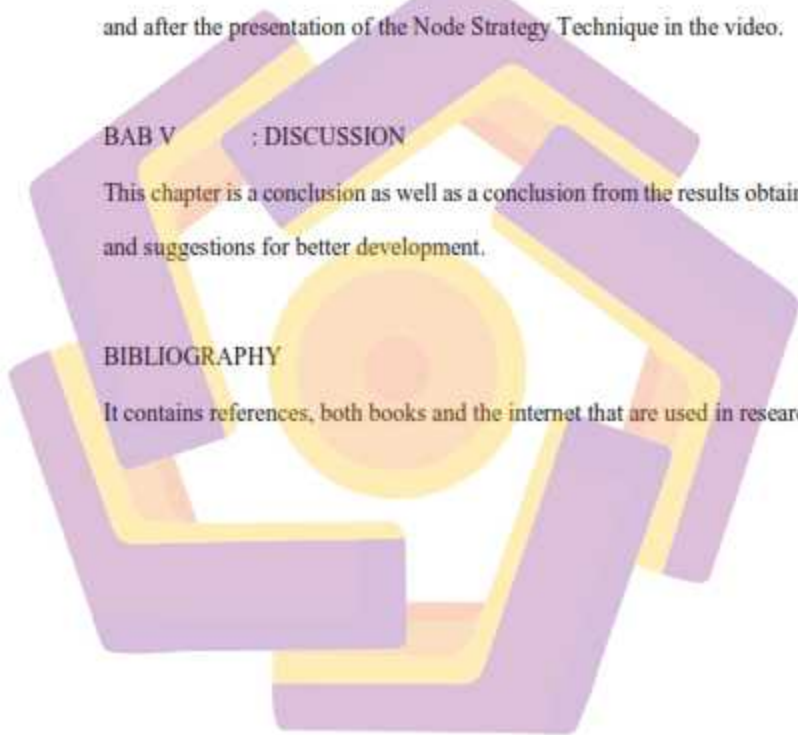 and after the presentation of the Node Strategy Technique in the video.
BAB V : DISCUSSION
This chapter is a conclusion as well as a conclusion from the results
and suggestions for better development.
BIBLIOGRAPHY
It contains references, both books and the internet that are used in